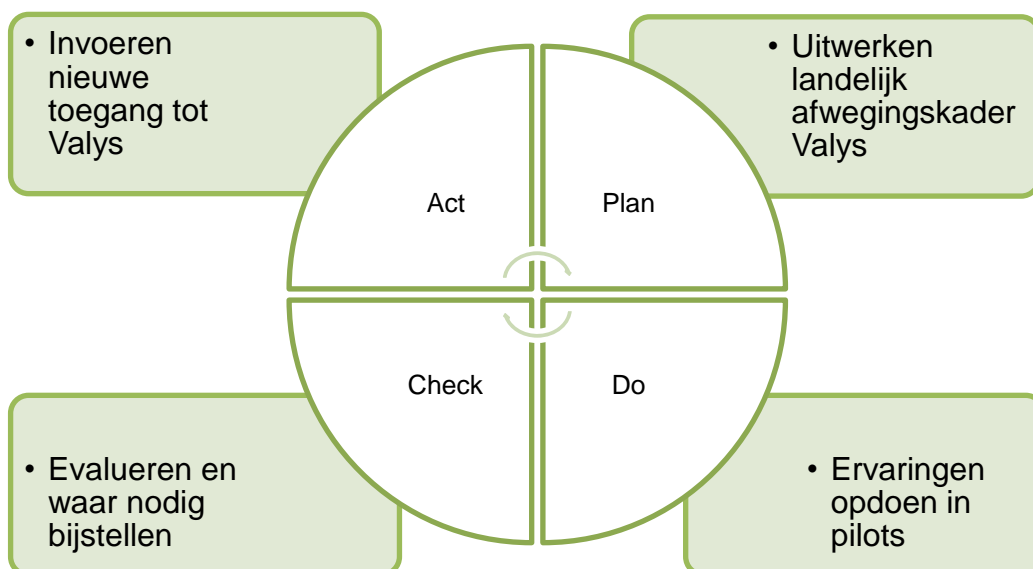 • Invoeren
nieuwe
toegang tot
Valys
• Uitwerken
landelijk
afwegingskader
Valys
Act
Plan
Check
Do
• Evalueren en
waar nodig
bijstellen
• Ervaringen
opdoen in
pilots